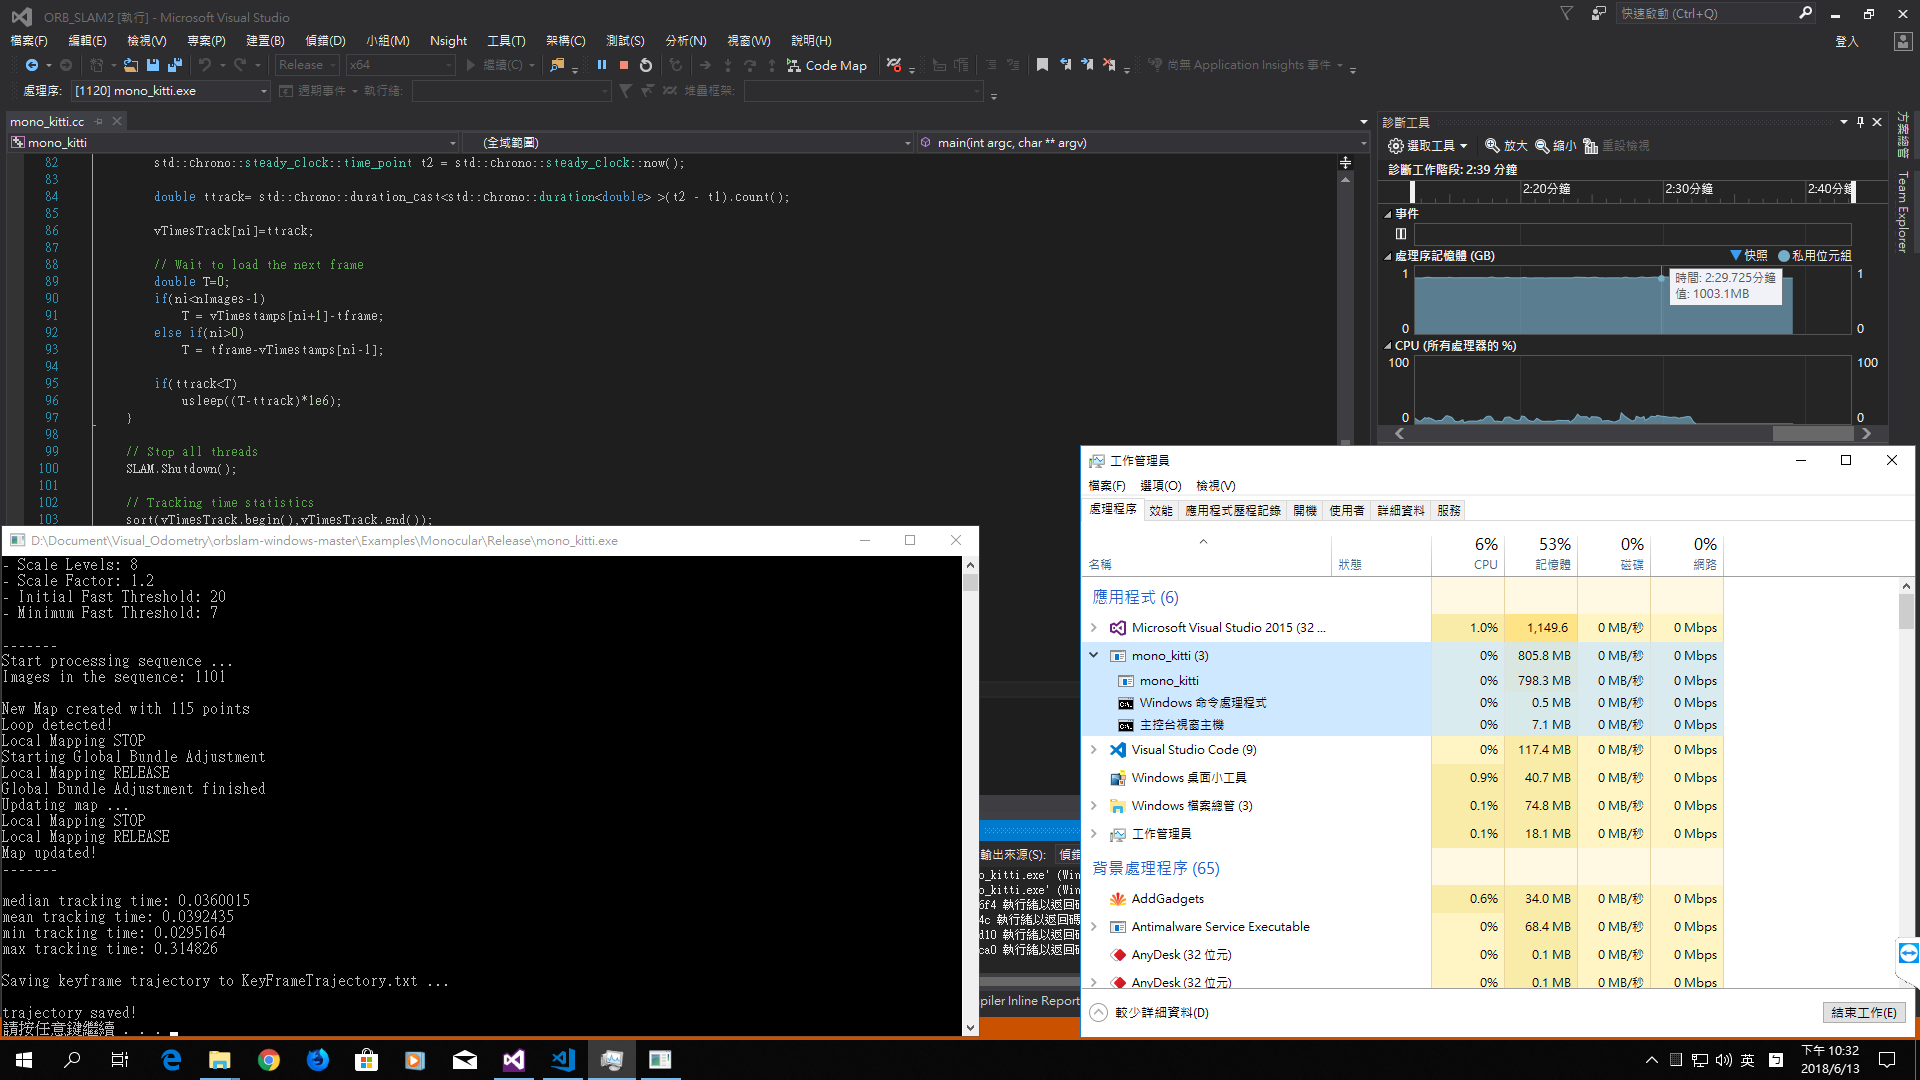 ORB_SLAM2 [執行] - Microsoft Visual Studio
快速啟動 (Ctrl+Q)
檔案(F) 編輯(E) 檢視(V) 專案(P) 建置(B) 偵錯(D) 小組(M) Nsight 工具(T) 架構(C) 測試(S) 分析(N) 視窗(W) 說明(H)
登入
Release x64 繼續(C) Code Map 尚無 Application Insights 事件
處理序: [1120] mono_kitti.exe 週期事件 執行緒: 堆疊框架:
mono_kitti.cc
mono_kitti (全域範圍) main(int argc, char ** argv)
82 std::chrono::steady_clock::time_point t2 = std::chrono::steady_clock::now();
83
84 double ttrack= std::chrono::duration_cast<std::chrono::duration<double> >(t2 - t1).count();
85
86 vTimesTrack[ni]=ttrack;
87
88 // Wait to load the next frame
89 double T=0;
90 if(ni<nImages-1)
91 T = vTimestamps[ni+1]-tframe;
92 else if(ni>0)
93 T = tframe-vTimestamps[ni-1];
94
95 if(ttrack<T)
96 usleep((T-ttrack)*1e6);
97 }
98
99 // Stop all threads
100 SLAM.Shutdown();
101
102 // Tracking time statistics
103 sort(vTimesTrack.begin(),vTimesTrack.end());
診斷工具
選取工具 放大 縮小 重設檢視
診斷工作階段: 2:39 分鐘
2:20分鐘 2:30分鐘 2:40分鐘
事件
處理序記憶體 (GB) 快照 私用位元組
1 1
時間: 2:29.725分鐘
值: 1003.1MB
0 0
CPU (所有處理器的 %)
100 100
0 0
方案總管
Team Explorer
D:\Document\Visual_Odometry\orbslam-windows-master\Examples\Monocular\Release\mono_kitti.exe
- Scale Levels: 8
- Scale Factor: 1.2
- Initial Fast Threshold: 20
- Minimum Fast Threshold: 7
-------
Start processing sequence ...
Images in the sequence: 1101
New Map created with 115 points
Loop detected!
Local Mapping STOP
Starting Global Bundle Adjustment
Local Mapping RELEASE
Global Bundle Adjustment finished
Updating map ...
Local Mapping STOP
Local Mapping RELEASE
Map updated!
-------
median tracking time: 0.0360015
mean tracking time: 0.0392435
min tracking time: 0.0295164
max tracking time: 0.314826
Saving keyframe trajectory to KeyFrameTrajectory.txt ...
trajectory saved!
請按任意鍵繼續 . . .
輸出來源(S): 偵錯
o_kitti.exe' (Win
o_kitti.exe' (Win
6f4 執行緒以返回碼
4c 執行緒以返回碼
d10 執行緒以返回碼
ca0 執行緒以返回碼
piler Inline Report
工作管理員
檔案(F) 選項(O) 檢視(V)
處理程序 效能 應用程式歷程記錄 開機 使用者 詳細資料 服務
6% 53% 0% 0%
名稱 狀態 CPU 記憶體 磁碟 網路
應用程式 (6)
Microsoft Visual Studio 2015 (32 ... 1.0% 1,149.6 0 MB/秒 0 Mbps
mono_kitti (3) 0% 805.8 MB 0 MB/秒 0 Mbps
mono_kitti 0% 798.3 MB 0 MB/秒 0 Mbps
Windows 命令處理程式 0% 0.5 MB 0 MB/秒 0 Mbps
主控台視窗主機 0% 7.1 MB 0 MB/秒 0 Mbps
Visual Studio Code (9) 0% 117.4 MB 0 MB/秒 0 Mbps
Windows 桌面小工具 0.9% 40.7 MB 0 MB/秒 0 Mbps
Windows 檔案總管 (3) 0.1% 74.8 MB 0 MB/秒 0 Mbps
工作管理員 0.1% 18.1 MB 0 MB/秒 0 Mbps
背景處理程序 (65)
AddGadgets 0.6% 34.0 MB 0 MB/秒 0 Mbps
Antimalware Service Executable 0% 68.4 MB 0 MB/秒 0 Mbps
AnyDesk (32 位元) 0% 0.1 MB 0 MB/秒 0 Mbps
AnyDesk (32 位元) 0% 0.1 MB 0 MB/秒 0 Mbps
較少詳細資料(D) 結束工作(E)
英
下午 10:32
2018/6/13